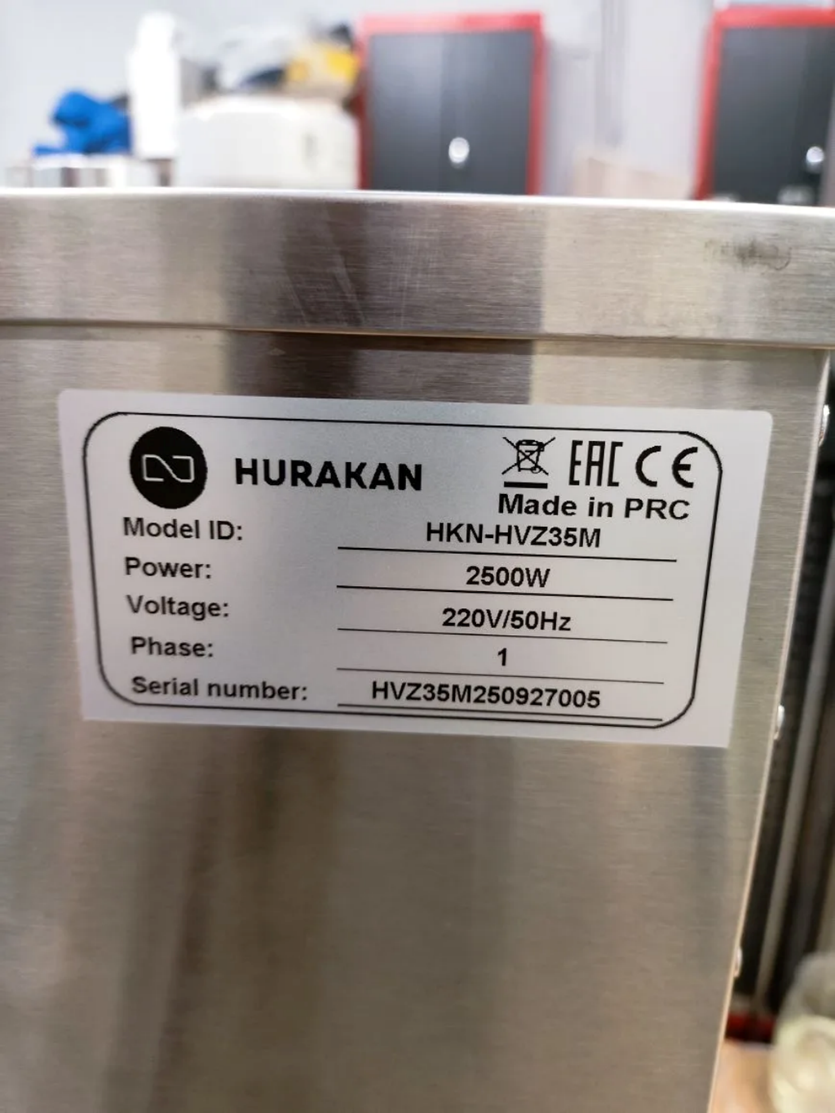 HURAKAN
EAC CE
Made in PRC
Model ID: HKN-HVZ35M
Power: 2500W
Voltage: 220V/50Hz
Phase: 1
Serial number: HVZ35M250927005